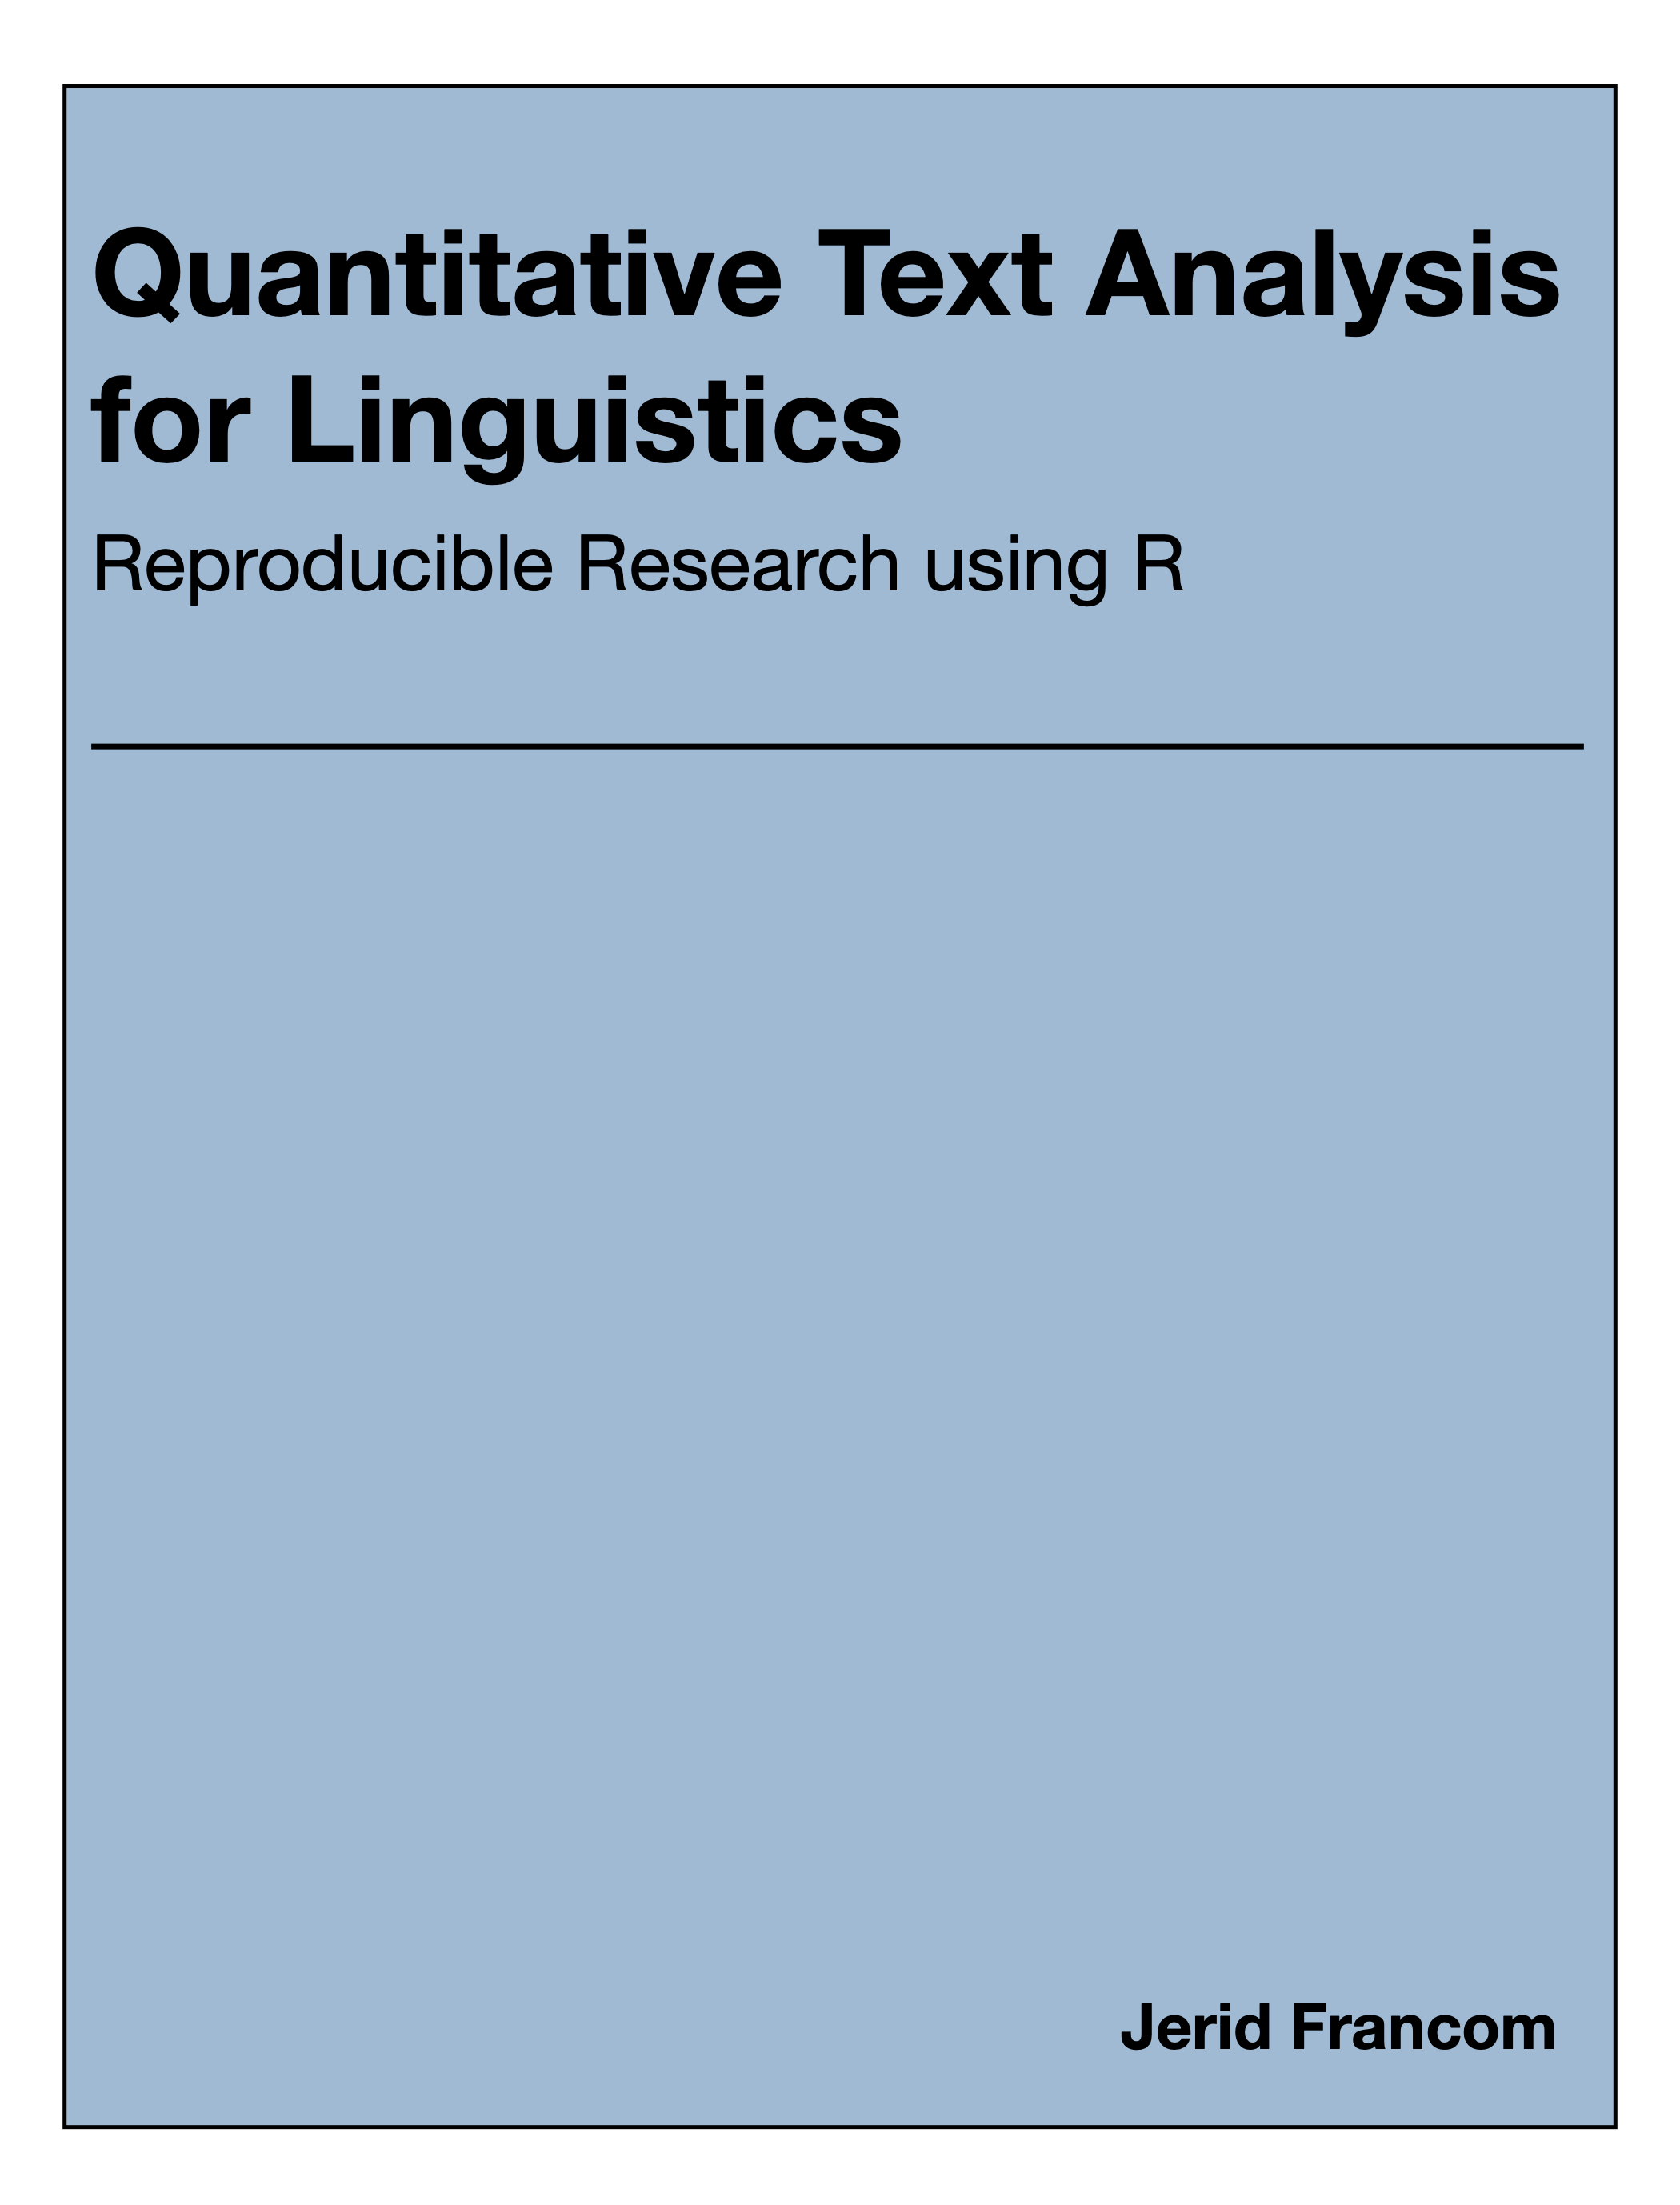 Quantitative Text Analysis
for Linguistics
Reproducible Research using R
Jerid Francom